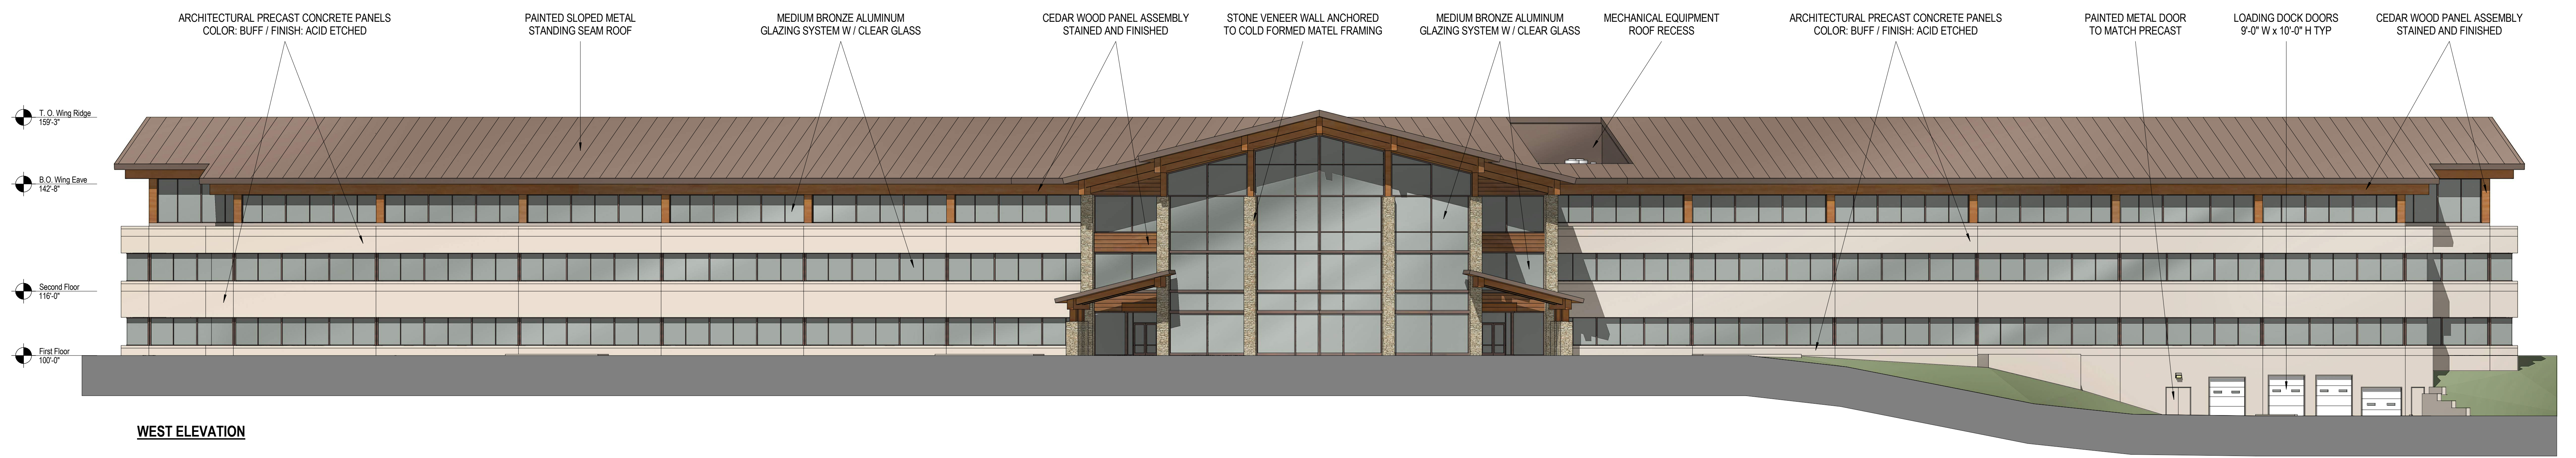 ARCHITECTURAL PRECAST CONCRETE PANELS
COLOR: BUFF / FINISH: ACID ETCHED
PAINTED SLOPED METAL
STANDING SEAM ROOF
MEDIUM BRONZE ALUMINUM
GLAZING SYSTEM W / CLEAR GLASS
CEDAR WOOD PANEL ASSEMBLY
STAINED AND FINISHED
STONE VENEER WALL ANCHORED
TO COLD FORMED MATEL FRAMING
MEDIUM BRONZE ALUMINUM
GLAZING SYSTEM W / CLEAR GLASS
MECHANICAL EQUIPMENT
ROOF RECESS
ARCHITECTURAL PRECAST CONCRETE PANELS
COLOR: BUFF / FINISH: ACID ETCHED
PAINTED METAL DOOR
TO MATCH PRECAST
LOADING DOCK DOORS
9'-0" W x 10'-0" H TYP
CEDAR WOOD PANEL ASSEMBLY
STAINED AND FINISHED
T. O. Wing Ridge
159'-3"
B.O. Wing Eave
142'-8"
Second Floor
116'-0"
First Floor
100'-0"
WEST ELEVATION